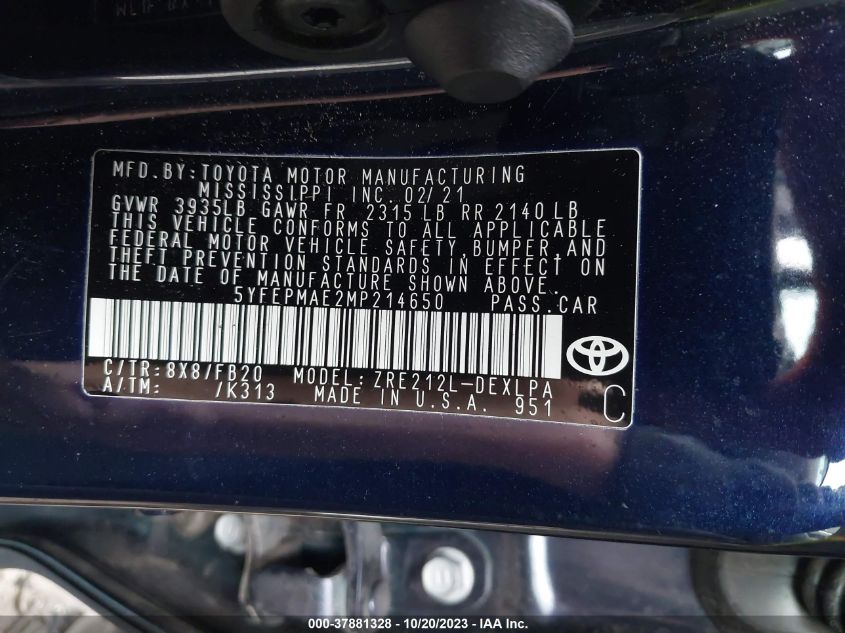 MFD.BY:TOYOTA MOTOR MANUFACTURING
MISSISSIPPI INC. 02/21
GVWR 3935LB GAWR FR 2315 LB RR 2140 LB
THIS VEHICLE CONFORMS TO ALL APPLICABLE
FEDERAL MOTOR VEHICLE SAFETY, BUMPER, AND
THEFT PREVENTION STANDARDS IN EFFECT ON
THE DATE OF MANUFACTURE SHOWN ABOVE.
5YFEPMAE2MP214650 PASS.CAR
C/TR:8X8/FB20 MODEL:ZRE212L-DEXLPA
A/TM: /K313 MADE IN U.S.A. 951
C
000-37881328 - 10/20/2023 - IAA Inc.